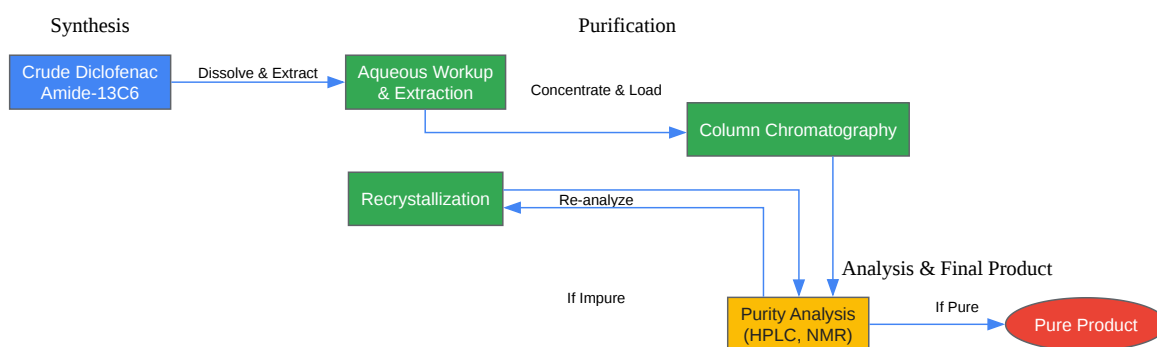 Synthesis
Purification
Crude Diclofenac
Amide-13C6
Dissolve & Extract
Aqueous Workup
& Extraction
Concentrate & Load
Column Chromatography
Recrystallization
Re-analyze
Analysis & Final Product
If Impure
Purity Analysis
(HPLC, NMR)
If Pure
Pure Product